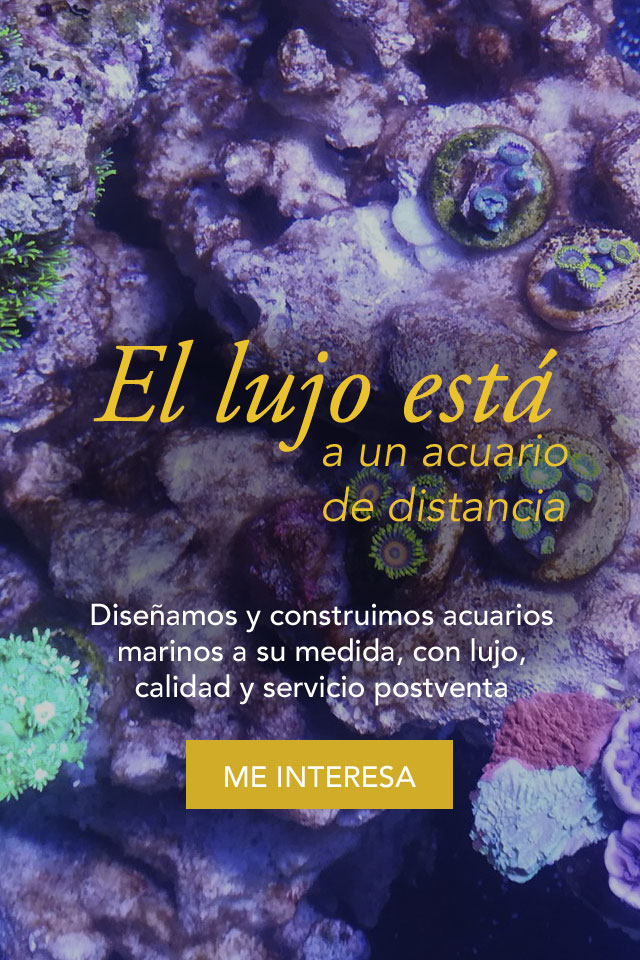 El lujo está
a un acuario
de distancia
Diseñamos y construimos acuarios
marinos a su medida, con lujo,
calidad y servicio postventa
ME INTERESA